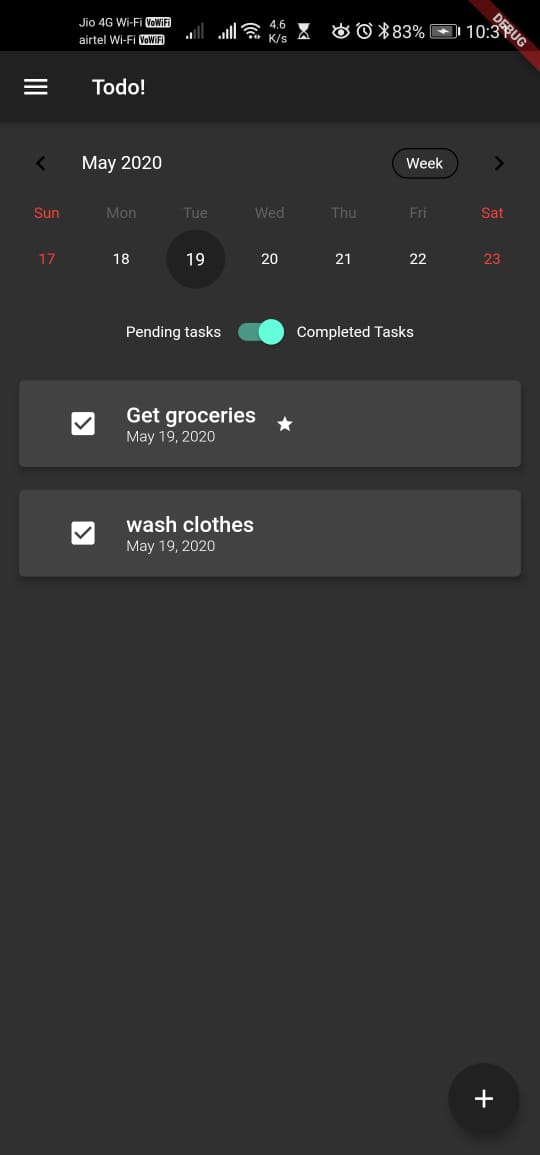 Jio 4G Wi-Fi VoWiFi
airtel Wi-Fi VoWiFi
4.6
K/s
83%
10:31
DEBUG
Todo!
May 2020
Week
Sun Mon Tue Wed Thu Fri Sat
17 18 19 20 21 22 23
Pending tasks Completed Tasks
Get groceries
May 19, 2020
wash clothes
May 19, 2020
+